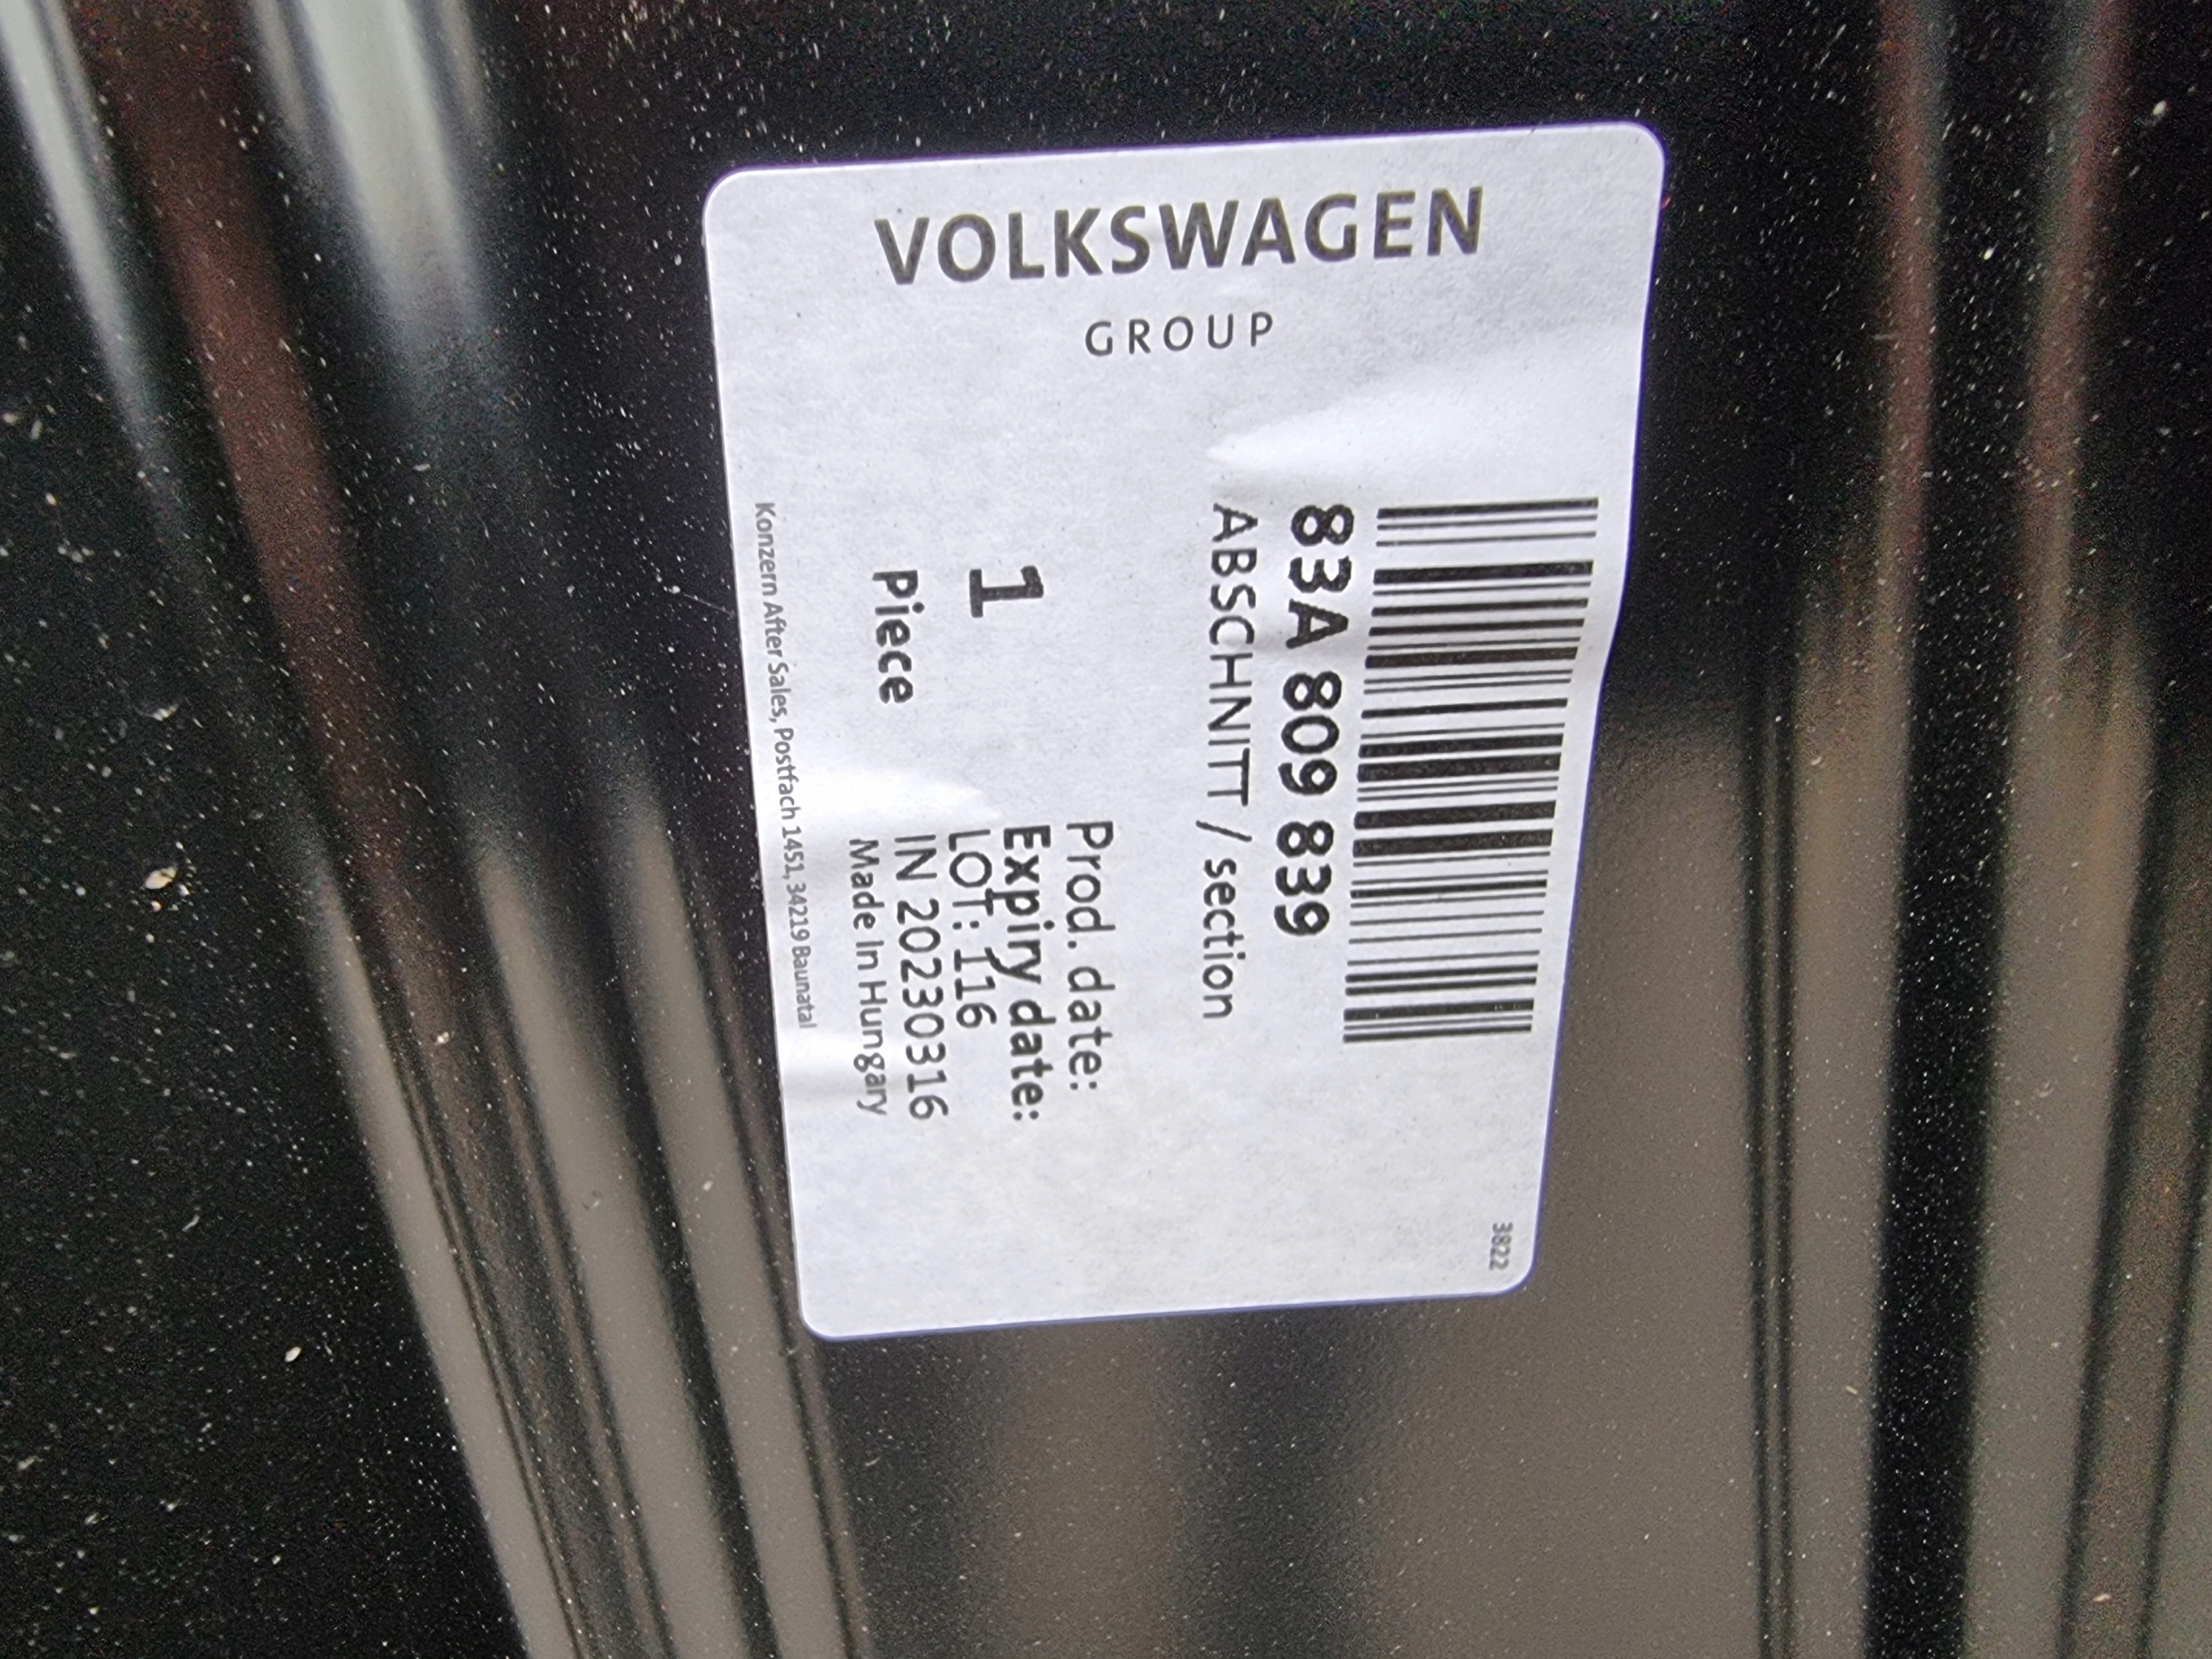 VOLKSWAGEN
GROUP
3822
83A 809 839
ABSCHNITT / section
1
Piece
Prod. date:
Expiry date:
LOT: 116
IN 20230316
Made In Hungary
Konzern After Sales, Postfach 1451, 34219 Baunatal